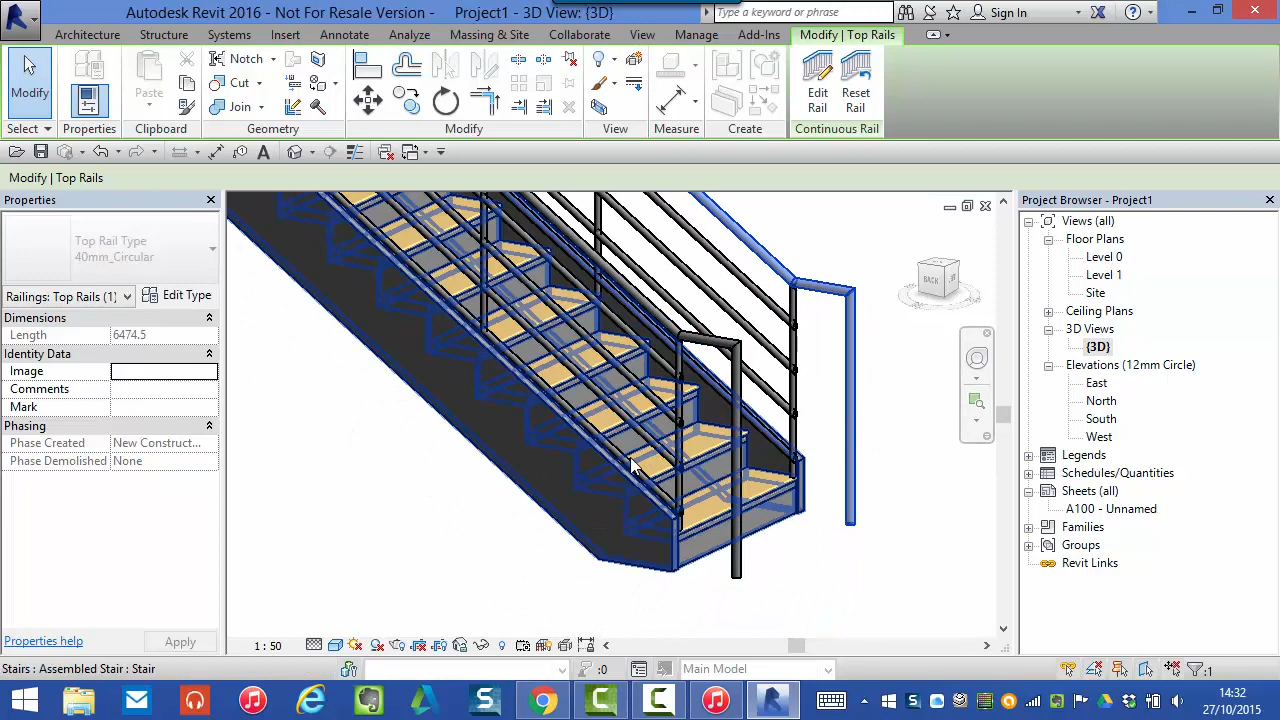 Autodesk Revit 2016 - Not For Resale Version - Project1 - 3D View: {3D}
Type a keyword or phrase
Sign In
Architecture Structure Systems Insert Annotate Analyze Massing & Site Collaborate View Manage Add-Ins Modify | Top Rails
Modify
Paste
Notch
Cut
Join
Edit Rail
Reset Rail
Select Properties Clipboard Geometry Modify View Measure Create Continuous Rail
Modify | Top Rails
Properties
Top Rail Type
40mm_Circular
Railings: Top Rails (1) Edit Type
Dimensions
Length 6474.5
Identity Data
Image
Comments
Mark
Phasing
Phase Created New Construct...
Phase Demolished None
Properties help Apply
BACK
1 : 50
Project Browser - Project1
Views (all)
Floor Plans
Level 0
Level 1
Site
Ceiling Plans
3D Views
{3D}
Elevations (12mm Circle)
East
North
South
West
Legends
Schedules/Quantities
Sheets (all)
A100 - Unnamed
Families
Groups
Revit Links
Stairs : Assembled Stair : Stair
:0
Main Model
:1
14:32
27/10/2015